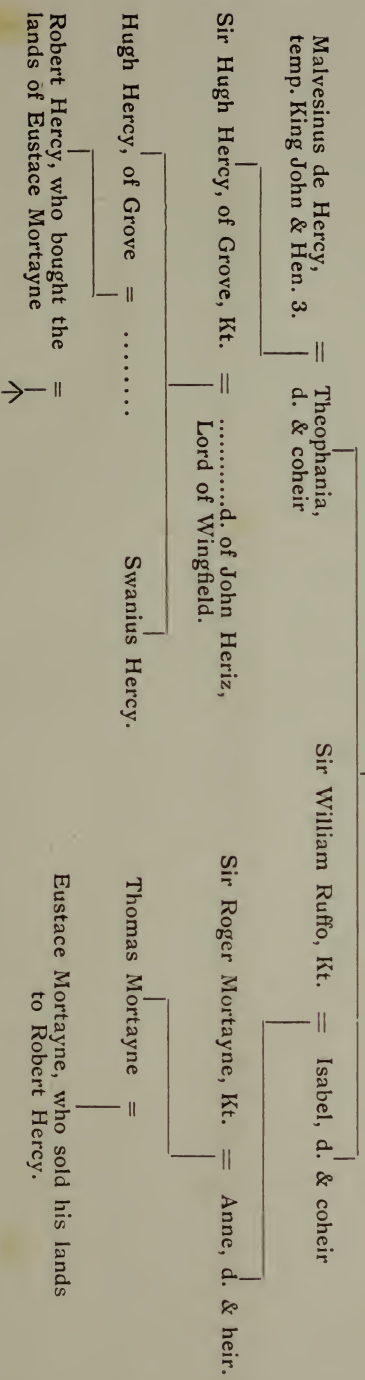 Malvesinus de Hercy,
temp. King John & Hen. 3.
=
Theophania,
d. & coheir
Sir William Ruffo, Kt. = Isabel, d. & coheir
Sir Hugh Hercy, of Grove, Kt. = ............d. of John Heriz,
Lord of Wingfield.
Sir Roger Mortayne, Kt. = Anne, d. & heir.
Hugh Hercy, of Grove = ........
Swanius Hercy.
Thomas Mortayne =
Robert Hercy, who bought the
lands of Eustace Mortayne
=
Eustace Mortayne, who sold his lands
to Robert Hercy.